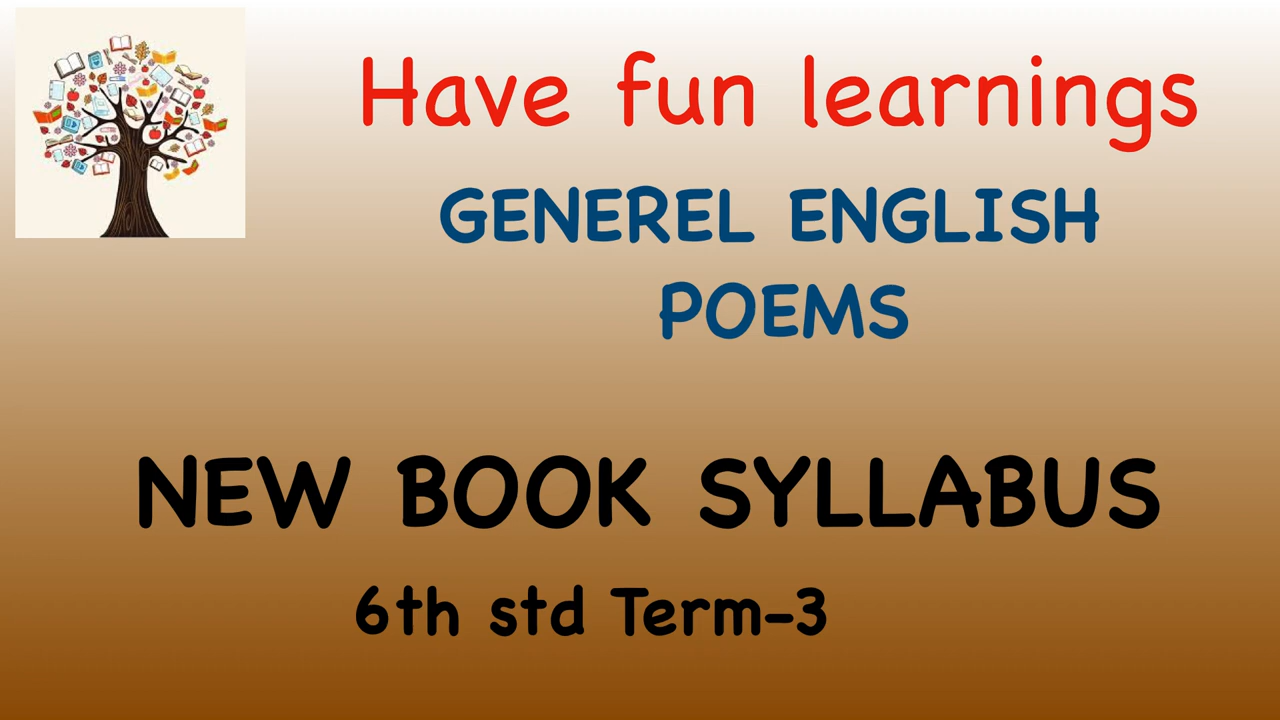 Have fun learnings
GENEREL ENGLISH
POEMS
NEW BOOK SYLLABUS
6th std Term-3